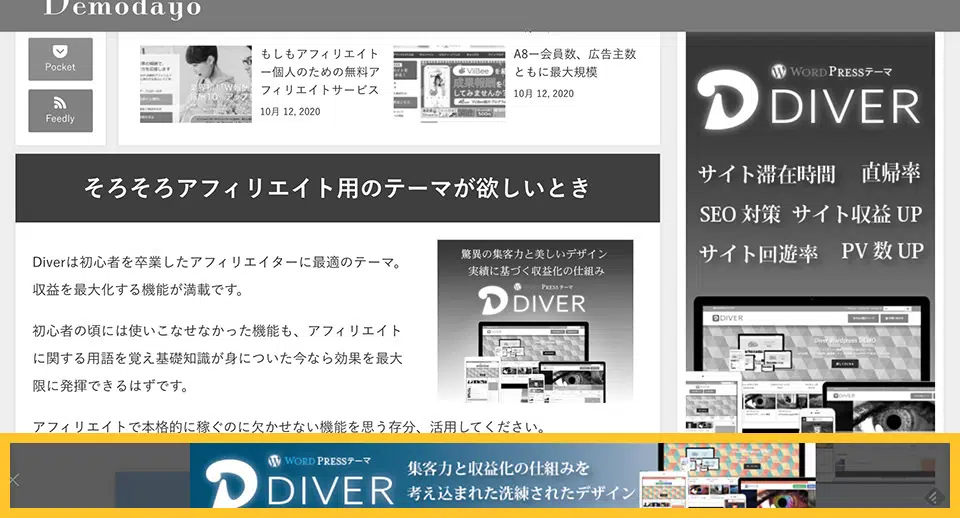 Demodayo
Pocket
Feedly
もしもアフィリエイト
ー個人のための無料ア
フィリエイトサービス
10月 12, 2020
A8ー会員数、広告主数
ともに最大規模
10月 12, 2020
そろそろアフィリエイト用のテーマが欲しいとき
Diverは初心者を卒業したアフィリエイターに最適のテーマ。
収益を最大化する機能が満載です。
初心者の頃には使いこなせなかった機能も、アフィリエイト
に関する用語を覚え基礎知識が身についた今なら効果を最大
限に発揮できるはずです。
アフィリエイトで本格的に稼ぐのに欠かせない機能を思う存分、活用してください。
驚異の集客力と美しいデザイン
実績に基づく収益化の仕組み
WORDPRESSテーマ
DIVER
WORDPRESSテーマ
DIVER
サイト滞在時間 直帰率
SEO 対策 サイト収益 UP
サイト回遊率 PV 数 UP
DIVER
WORDPRESSテーマ
DIVER
集客力と収益化の仕組みを
考え込まれた洗練されたデザイン